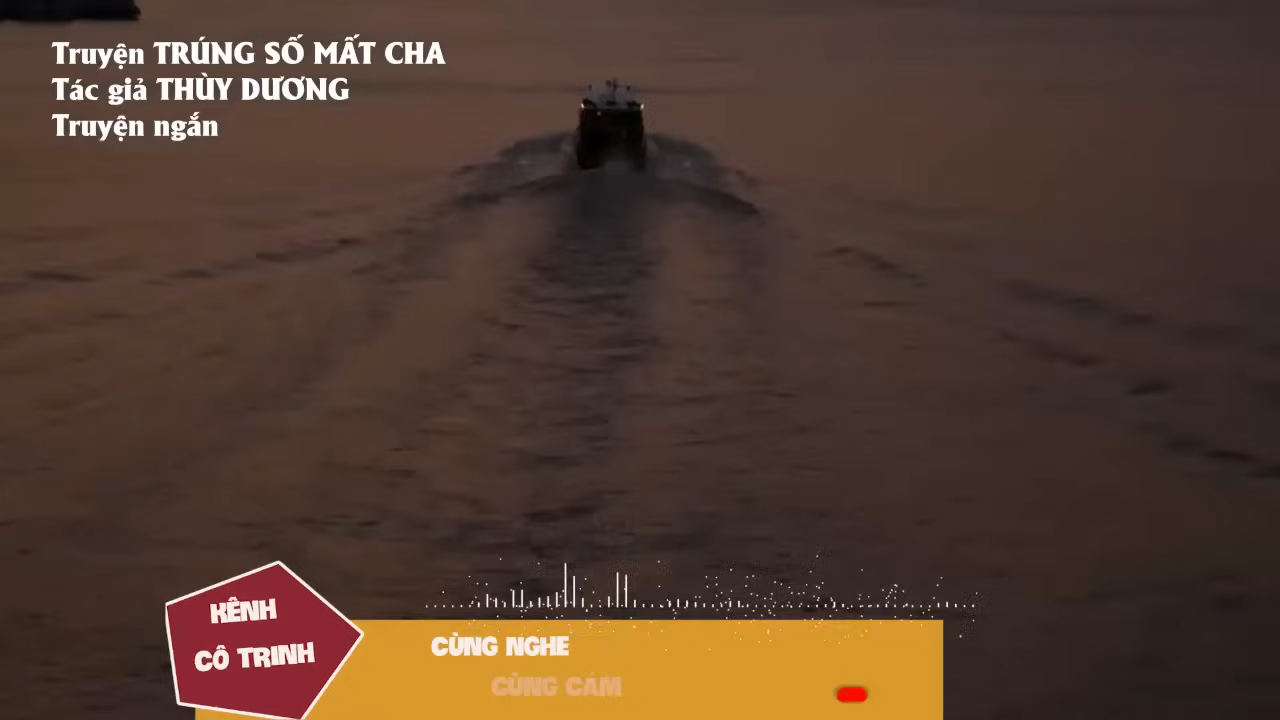 Truyện TRÚNG SỐ MẤT CHA
Tác giả THÙY DƯƠNG
Truyện ngắn
KÊNH
CÔ TRINH
CÙNG NGHE
CÙNG CẢM